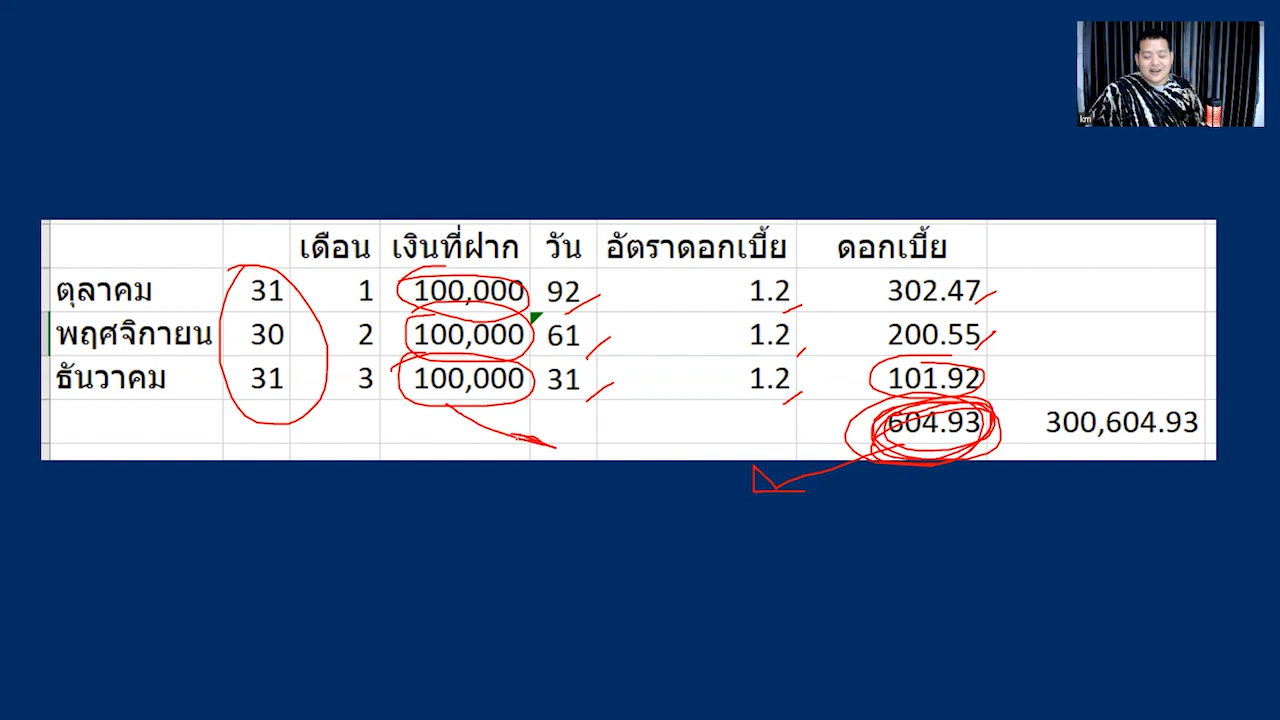 km
เดือน เงินที่ฝาก วัน อัตราดอกเบี้ย ดอกเบี้ย
ตุลาคม 31 1 100,000 92 1.2 302.47
พฤศจิกายน 30 2 100,000 61 1.2 200.55
ธันวาคม 31 3 100,000 31 1.2 101.92
604.93 300,604.93